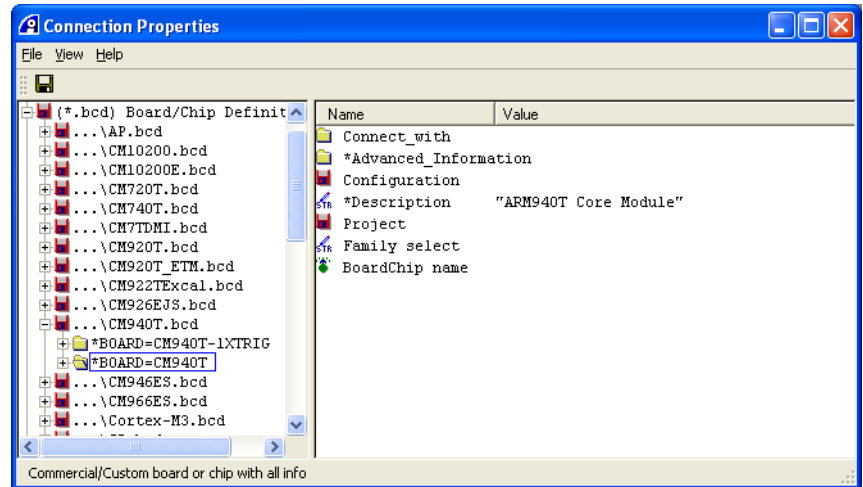 Connection Properties
File View Help
(*.bcd) Board/Chip Definit
...\AP.bcd
...\CM10200.bcd
...\CM10200E.bcd
...\CM720T.bcd
...\CM740T.bcd
...\CM7TDMI.bcd
...\CM920T.bcd
...\CM920T_ETM.bcd
...\CM922TExcal.bcd
...\CM926EJS.bcd
...\CM940T.bcd
*BOARD=CM940T-1XTRIG
*BOARD=CM940T
...\CM946ES.bcd
...\CM966ES.bcd
...\Cortex-M3.bcd
Name Value
Connect_with
*Advanced_Information
Configuration
STR *Description "ARM940T Core Module"
Project
STR Family select
BoardChip name
Commercial/Custom board or chip with all info